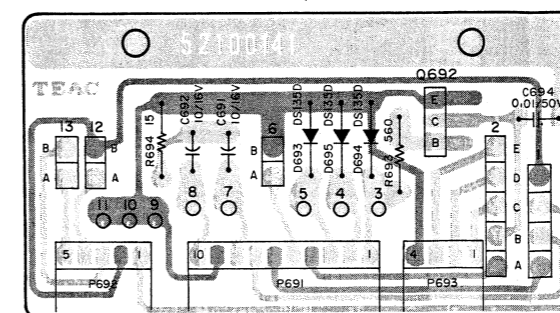 52100141
TEAC
Q692
C694
0.01/50V
C692
10/16V
C691
10/16V
DS135D
DS135D
DS135D
15
R694
560
R693
D693
D695
D694
E
C
B
13
12
B
B
A
A
6
B
A
2
E
D
C
B
A
11
10
9
8
7
5
4
3
5
1
P692
10
1
P691
4
1
P693